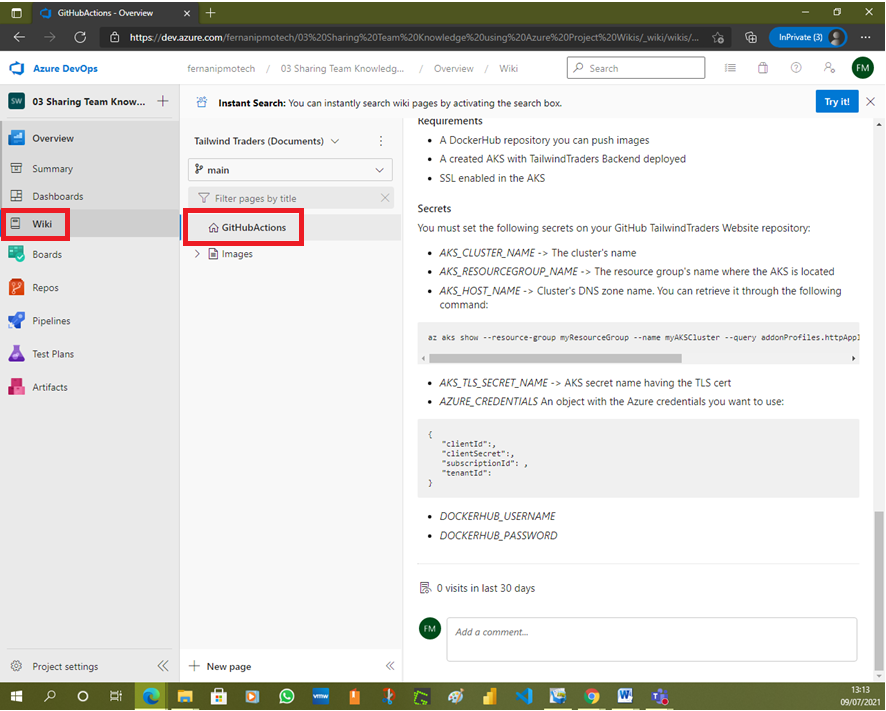 GitHubActions - Overview
https://dev.azure.com/fernanipmotech/03%20Sharing%20Team%20Knowledge%20using%20Azure%20Project%20Wikis/_wiki/wikis/...
InPrivate (3)
Azure DevOps
fernanipmotech / 03 Sharing Team Knowledg... / Overview / Wiki
Search
FM
SW
03 Sharing Team Know...
Instant Search: You can instantly search wiki pages by activating the search box.
Try it!
Overview
Summary
Dashboards
Wiki
Boards
Repos
Pipelines
Test Plans
Artifacts
Project settings
Tailwind Traders (Documents)
main
Filter pages by title
GitHubActions
Images
New page
Requirements
• A DockerHub repository you can push images
• A created AKS with TailwindTraders Backend deployed
• SSL enabled in the AKS
Secrets
You must set the following secrets on your GitHub TailwindTraders Website repository:
• AKS_CLUSTER_NAME -> The cluster's name
• AKS_RESOURCEGROUP_NAME -> The resource group's name where the AKS is located
• AKS_HOST_NAME -> Cluster's DNS zone name. You can retrieve it through the following
command:
az aks show --resource-group myResourceGroup --name myAKSCluster --query addonProfiles.httpAppl
• AKS_TLS_SECRET_NAME -> AKS secret name having the TLS cert
• AZURE_CREDENTIALS An object with the Azure credentials you want to use:
{
"clientId":,
"clientSecret":,
"subscriptionId": ,
"tenantId":
}
• DOCKERHUB_USERNAME
• DOCKERHUB_PASSWORD
0 visits in last 30 days
FM
Add a comment...
vmw
13:13
09/07/2021